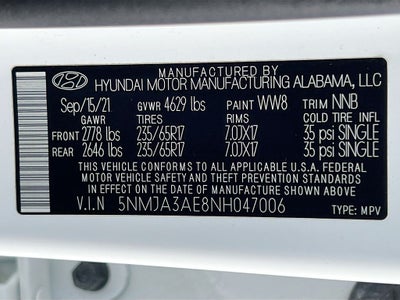 MANUFACTURED BY
HYUNDAI MOTOR MANUFACTURING ALABAMA, LLC
Sep/15/21 GVWR 4629 lbs PAINT WW8 TRIM NNB
GAWR TIRES RIMS COLD TIRE INFL
FRONT 2778 lbs 235/65R17 7.0JX17 35 psi SINGLE
REAR 2646 lbs 235/65R17 7.0JX17 35 psi SINGLE
THIS VEHICLE CONFORMS TO ALL APPLICABLE U.S.A FEDERAL
MOTOR VEHICLE SAFETY AND THEFT PREVENTION STANDARDS
IN EFFECT ON THE DATE OF MANUFACTURE SHOWN ABOVE.
V.I.N 5NMJA3AE8NH047006 TYPE: MPV